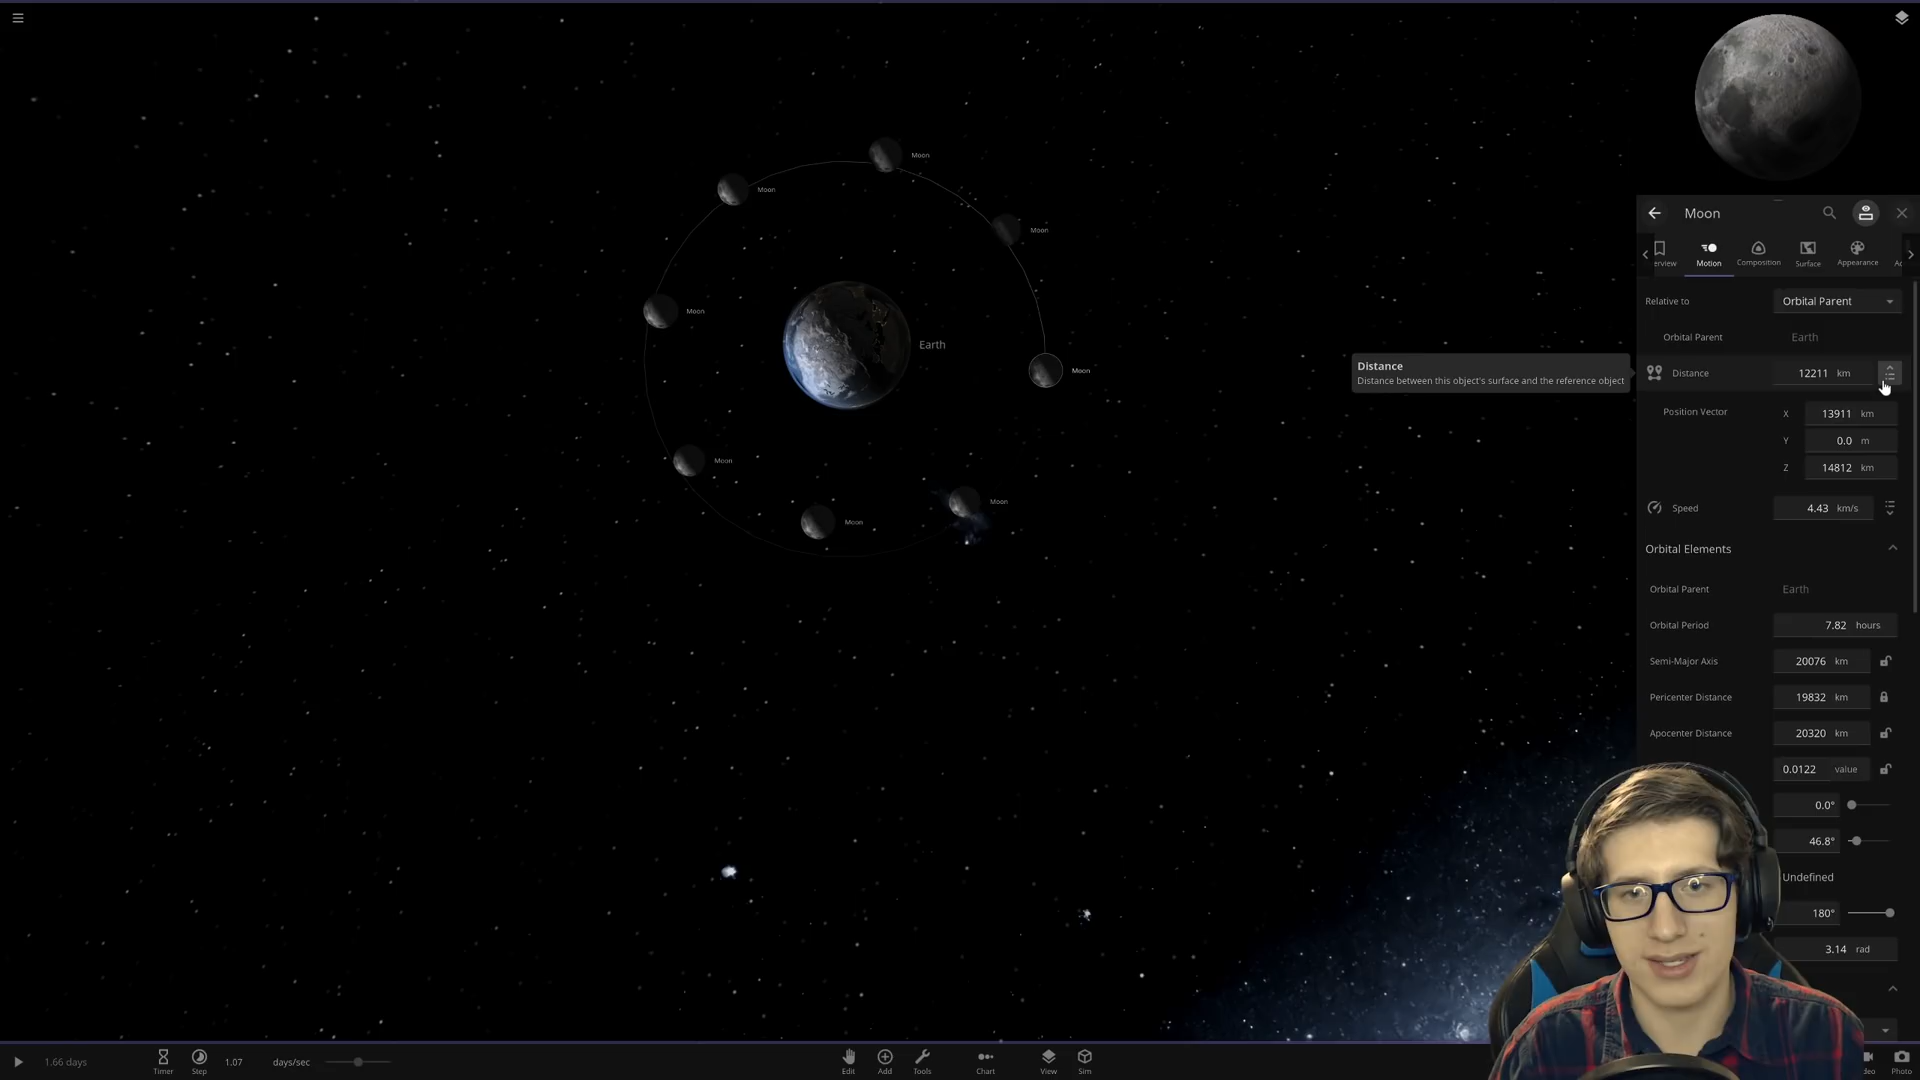 Moon
Moon
Moon
Moon
Earth
Moon
Moon
Moon
Moon
Distance
Distance between this object's surface and the reference object
Moon
Motion
Composition
Surface
Appearance
Relative to Orbital Parent
Orbital Parent Earth
Distance 12211 km
Position Vector X 13911 km
Y 0.0 m
Z 14812 km
Speed 4.43 km/s
Orbital Elements
Orbital Parent Earth
Orbital Period 7.82 hours
Semi-Major Axis 20076 km
Pericenter Distance 19832 km
Apocenter Distance 20320 km
0.0122 value
0.0°
46.8°
Undefined
180°
3.14 rad
1.66 days
Timer
Step
1.07 days/sec
Edit
Add
Tools
Chart
View
Sim
Photo